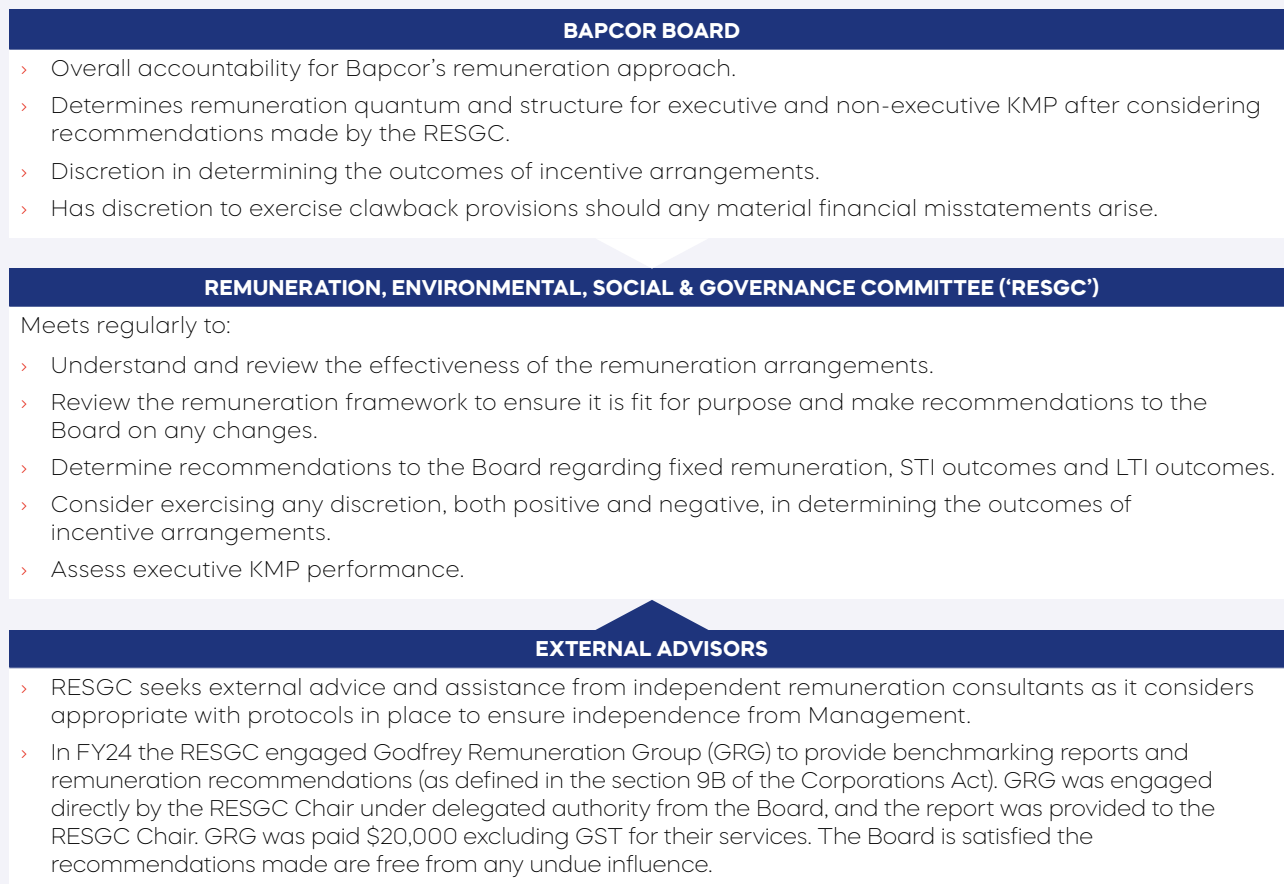 BAPCOR BOARD
› Overall accountability for Bapcor’s remuneration approach.
› Determines remuneration quantum and structure for executive and non-executive KMP after considering
recommendations made by the RESGC.
› Discretion in determining the outcomes of incentive arrangements.
› Has discretion to exercise clawback provisions should any material financial misstatements arise.
REMUNERATION, ENVIRONMENTAL, SOCIAL & GOVERNANCE COMMITTEE (‘RESGC’)
Meets regularly to:
› Understand and review the effectiveness of the remuneration arrangements.
› Review the remuneration framework to ensure it is fit for purpose and make recommendations to the
Board on any changes.
› Determine recommendations to the Board regarding fixed remuneration, STI outcomes and LTI outcomes.
› Consider exercising any discretion, both positive and negative, in determining the outcomes of
incentive arrangements.
› Assess executive KMP performance.
EXTERNAL ADVISORS
› RESGC seeks external advice and assistance from independent remuneration consultants as it considers
appropriate with protocols in place to ensure independence from Management.
› In FY24 the RESGC engaged Godfrey Remuneration Group (GRG) to provide benchmarking reports and
remuneration recommendations (as defined in the section 9B of the Corporations Act). GRG was engaged
directly by the RESGC Chair under delegated authority from the Board, and the report was provided to the
RESGC Chair. GRG was paid $20,000 excluding GST for their services. The Board is satisfied the
recommendations made are free from any undue influence.